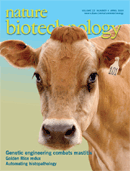 nature
biotechnology
Genetic engineering combats mastitis
Golden Rice redux
Automating histopathology